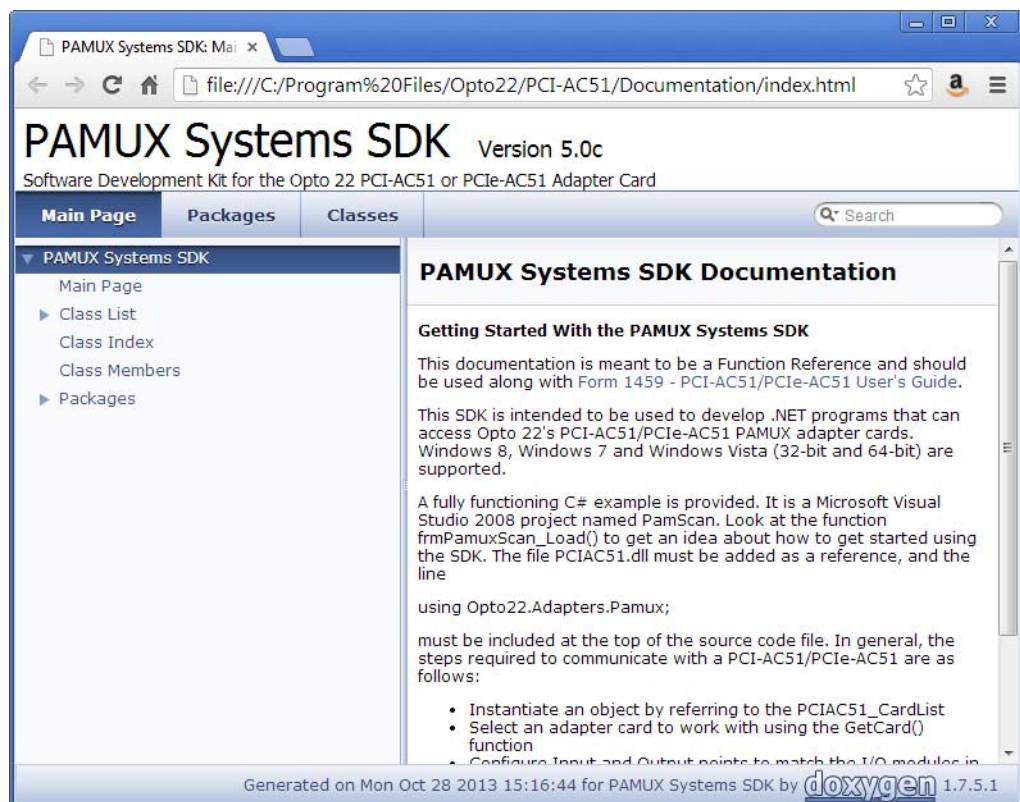 PAMUX Systems SDK: Mai
file:///C:/Program%20Files/Opto22/PCI-AC51/Documentation/index.html
PAMUX Systems SDK Version 5.0c
Software Development Kit for the Opto 22 PCI-AC51 or PCIe-AC51 Adapter Card
Main Page Packages Classes Search
PAMUX Systems SDK
Main Page
Class List
Class Index
Class Members
Packages
PAMUX Systems SDK Documentation
Getting Started With the PAMUX Systems SDK
This documentation is meant to be a Function Reference and should
be used along with Form 1459 - PCI-AC51/PCIe-AC51 User's Guide.
This SDK is intended to be used to develop .NET programs that can
access Opto 22's PCI-AC51/PCIe-AC51 PAMUX adapter cards.
Windows 8, Windows 7 and Windows Vista (32-bit and 64-bit) are
supported.
A fully functioning C# example is provided. It is a Microsoft Visual
Studio 2008 project named PamScan. Look at the function
frmPamuxScan_Load() to get an idea about how to get started using
the SDK. The file PCIAC51.dll must be added as a reference, and the
line
using Opto22.Adapters.Pamux;
must be included at the top of the source code file. In general, the
steps required to communicate with a PCI-AC51/PCIe-AC51 are as
follows:
• Instantiate an object by referring to the PCIAC51_CardList
• Select an adapter card to work with using the GetCard()
function
• Configure Input and Output points to match the I/O modules in
Generated on Mon Oct 28 2013 15:16:44 for PAMUX Systems SDK by doxygen 1.7.5.1